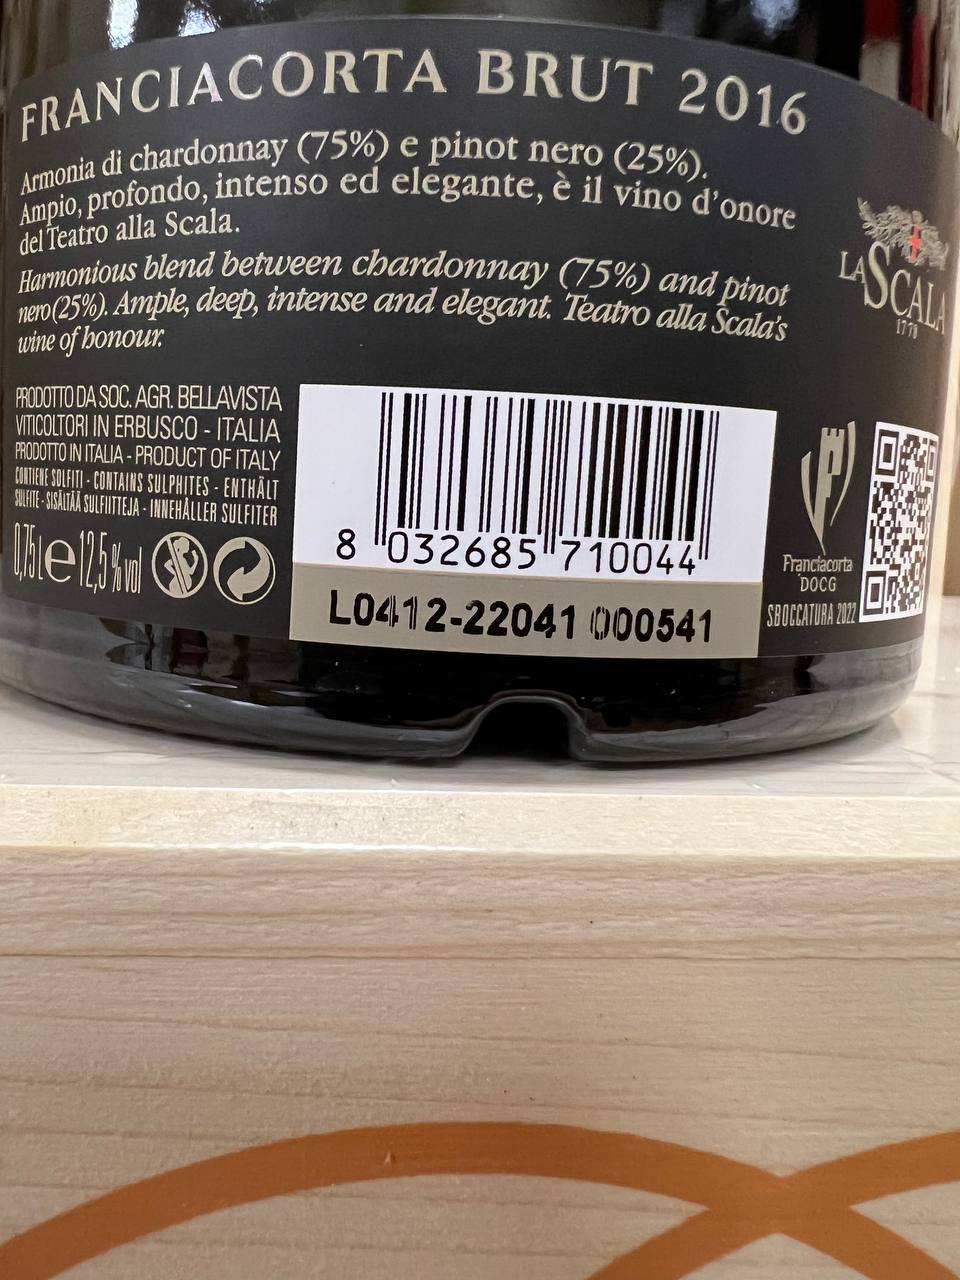 FRANCIACORTA BRUT 2016
Armonia di chardonnay (75%) e pinot nero (25%).
Ampio, profondo, intenso ed elegante, è il vino d'onore
del Teatro alla Scala.
Harmonious blend between chardonnay (75%) and pinot
nero (25%). Ample, deep, intense and elegant. Teatro alla Scala's
wine of honour.
LA SCALA
1778
PRODOTTO DA SOC. AGR. BELLAVISTA
VITICOLTORI IN ERBUSCO - ITALIA
PRODOTTO IN ITALIA - PRODUCT OF ITALY
CONTIENE SOLFITI - CONTAINS SULPHITES - ENTHÄLT
SULFITE - SISÄLTÄÄ SULFIITTEJA - INNEHÅLLER SULFITER
0,75 L e 12,5 % vol
8 032685 710044
L0412-22041 000541
Franciacorta
DOCG
SBOCCATURA 2022